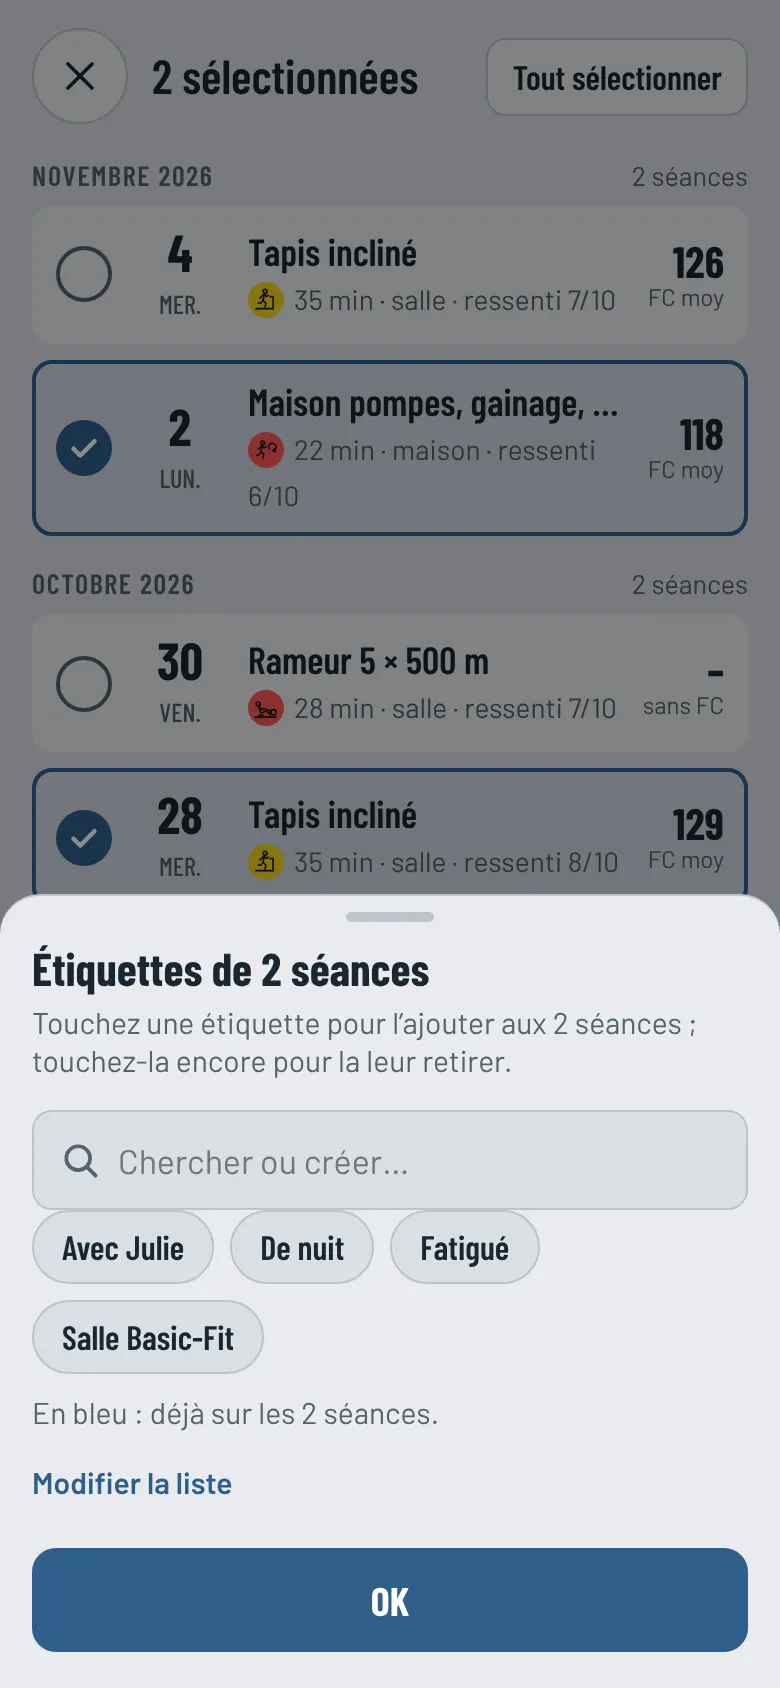 2 sélectionnées
Tout sélectionner
NOVEMBRE 2026
2 séances
4
MER.
Tapis incliné
35 min · salle · ressenti 7/10
126
FC moy
2
LUN.
Maison pompes, gainage, ...
22 min · maison · ressenti
6/10
118
FC moy
OCTOBRE 2026
2 séances
30
VEN.
Rameur 5 × 500 m
28 min · salle · ressenti 7/10
–
sans FC
28
MER.
Tapis incliné
35 min · salle · ressenti 8/10
129
FC moy
Étiquettes de 2 séances
Touchez une étiquette pour l’ajouter aux 2 séances ;
touchez-la encore pour la leur retirer.
Chercher ou créer...
Avec Julie
De nuit
Fatigué
Salle Basic-Fit
En bleu : déjà sur les 2 séances.
Modifier la liste
OK